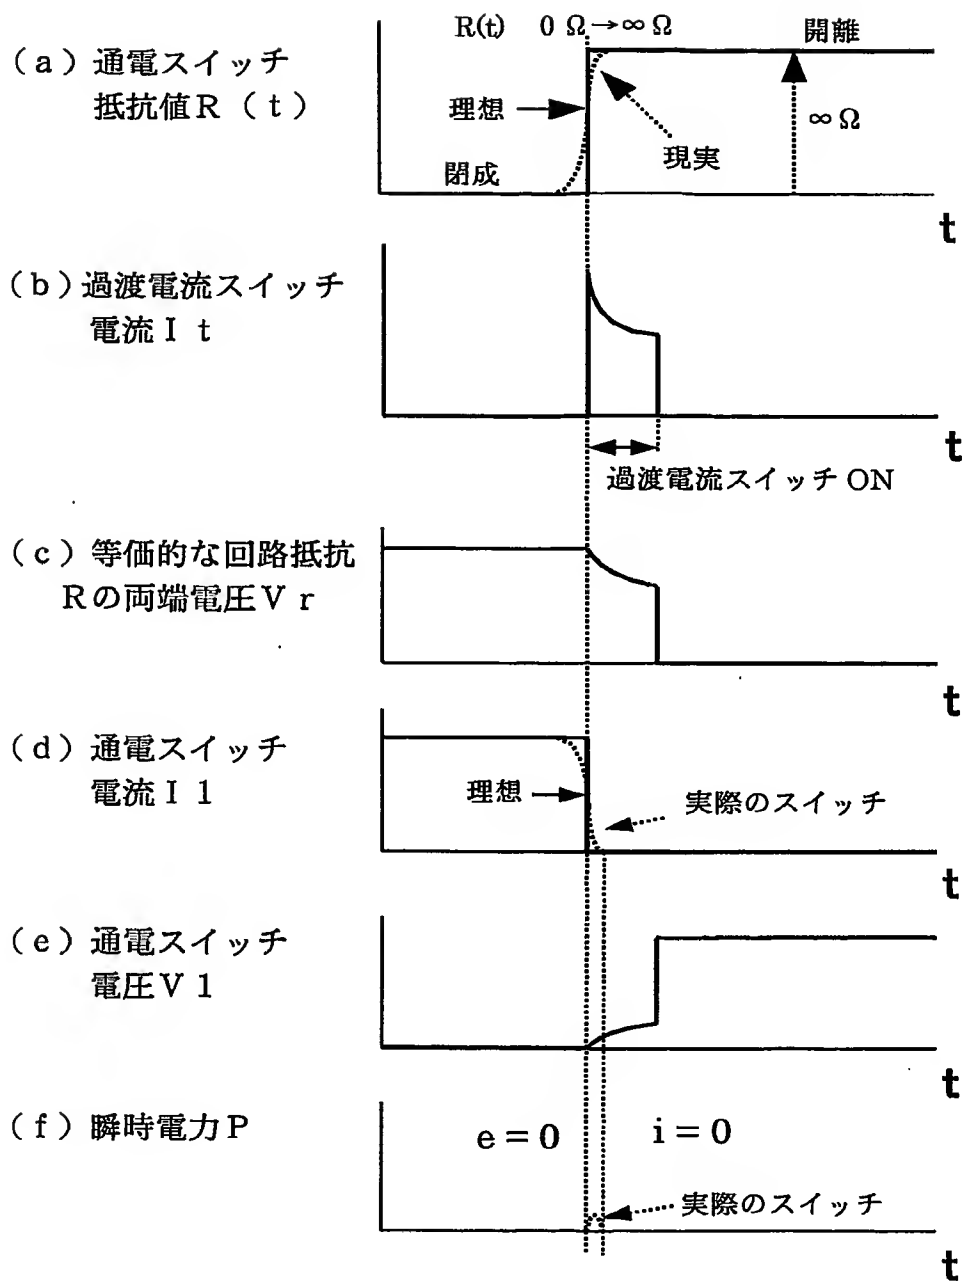 R(t) 0 Ω→∞ Ω
開離
(a) 通電スイッチ
抵抗値R (t)
理想
∞ Ω
現実
閉成
t
(b) 過渡電流スイッチ
電流I t
t
過渡電流スイッチ ON
(c) 等価的な回路抵抗
Rの両端電圧V r
t
(d) 通電スイッチ
電流I 1
理想
実際のスイッチ
t
(e) 通電スイッチ
電圧V 1
t
(f) 瞬時電力P
e=0
i=0
実際のスイッチ
t